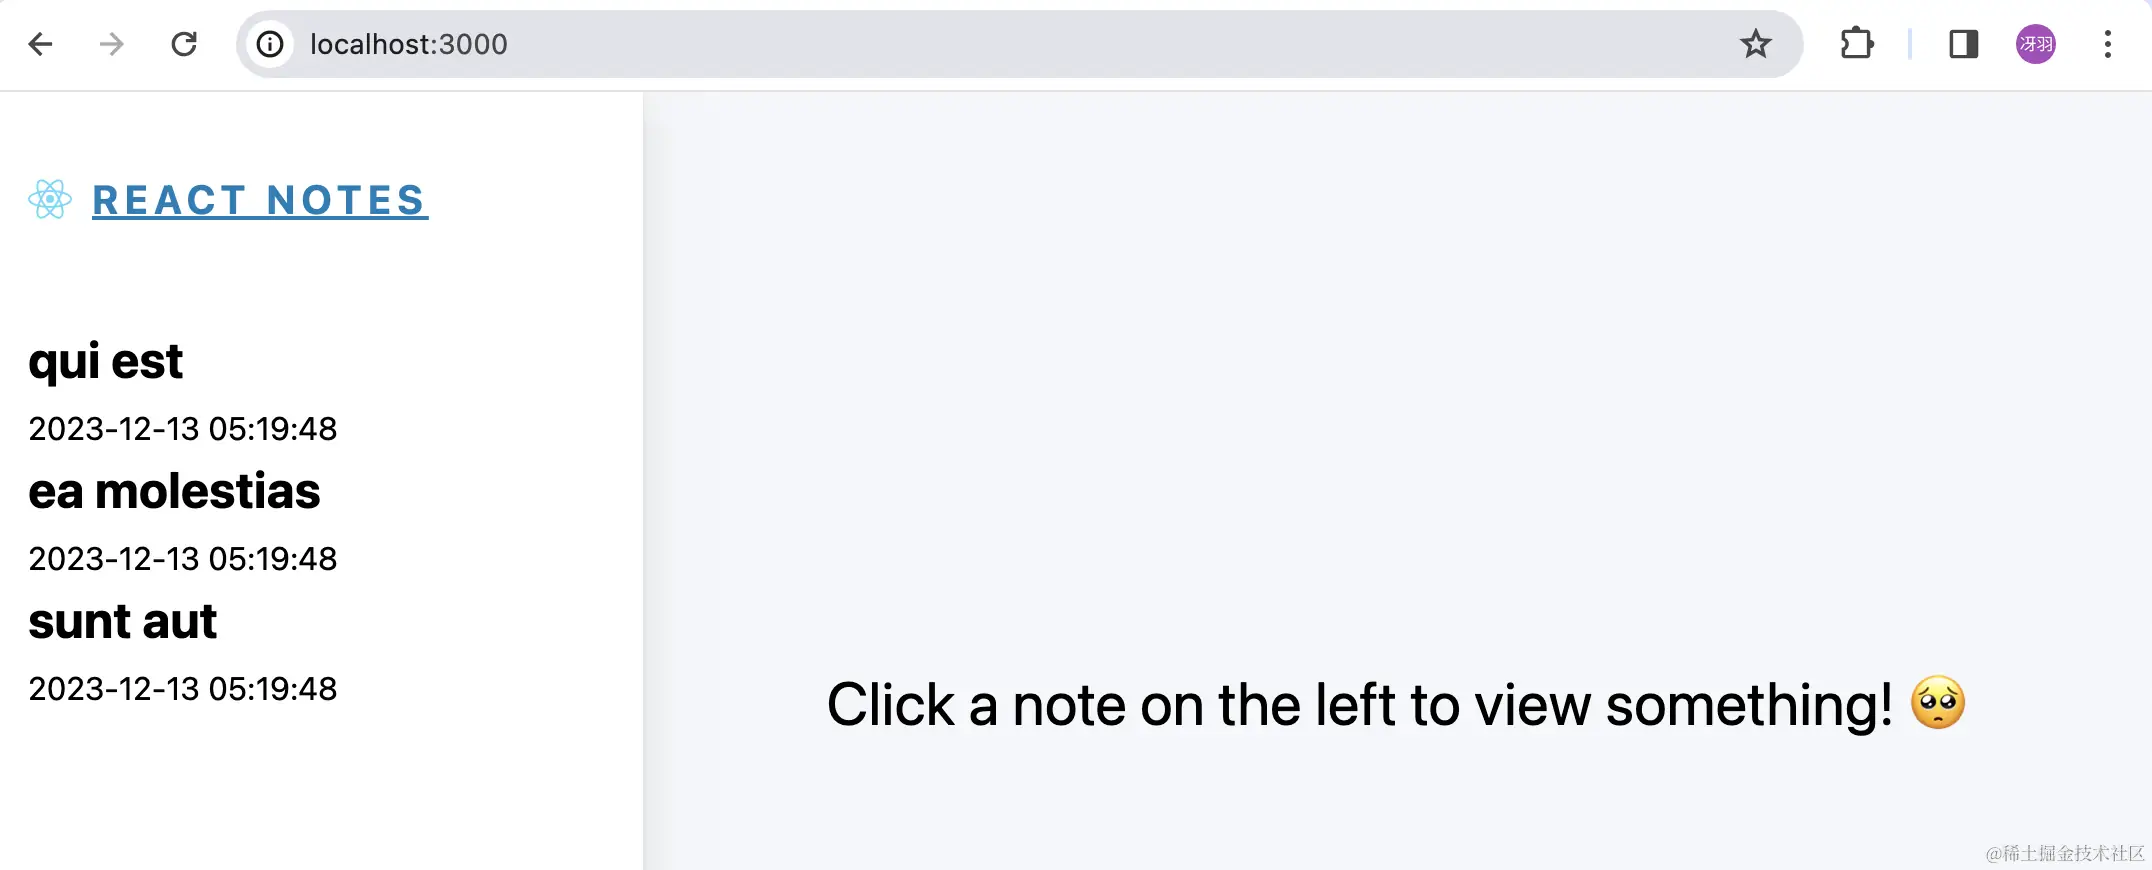 localhost:3000
冴羽
REACT NOTES
qui est
2023-12-13 05:19:48
ea molestias
2023-12-13 05:19:48
sunt aut
2023-12-13 05:19:48
Click a note on the left to view something! 🥺
@稀土掘金技术社区